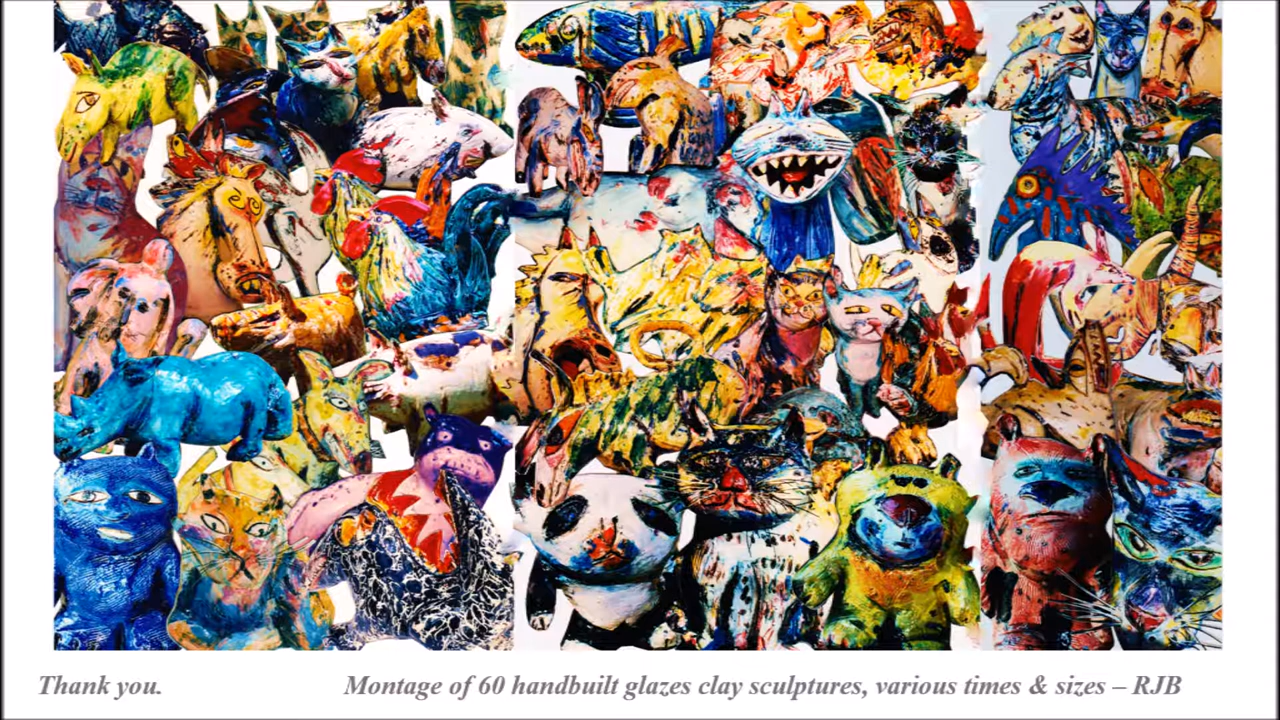 Thank you. Montage of 60 handbuilt glazes clay sculptures, various times & sizes – RJB